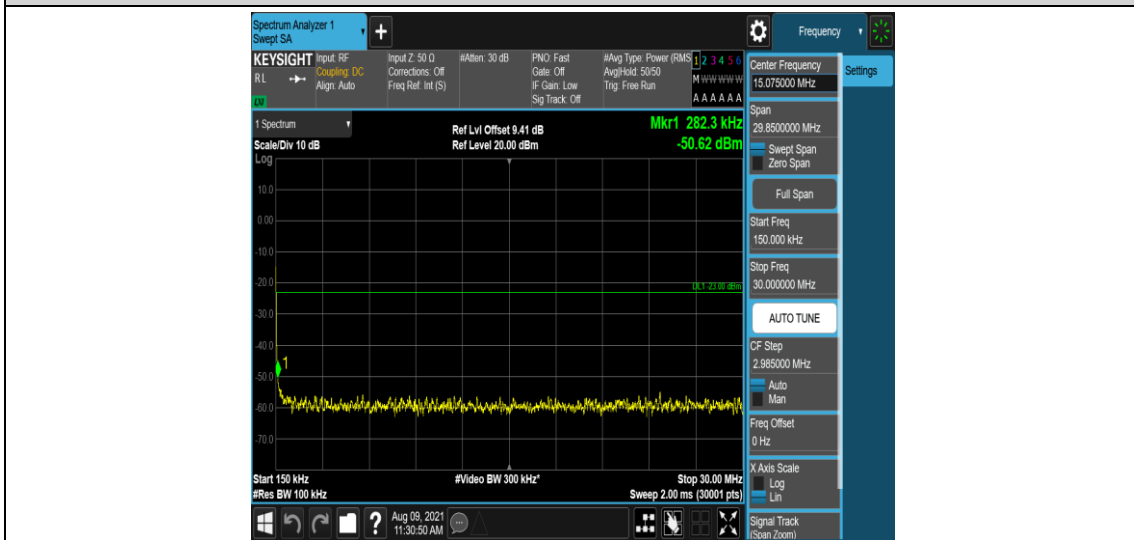 Spectrum Analyzer 1
Swept SA
+
Frequency
KEYSIGHT
RL
Input: RF
Coupling: DC
Align: Auto
Input Z: 50 Ω
Corrections: Off
Freq Ref: Int (S)
#Atten: 30 dB
PNO: Fast
Gate: Off
IF Gain: Low
Sig Track: Off
#Avg Type: Power (RMS
Avg|Hold: 50/50
Trig: Free Run
1 2 3 4 5 6
M W W W W W
A A A A A A
1 Spectrum
Scale/Div 10 dB
Log
Ref Lvl Offset 9.41 dB
Ref Level 20.00 dBm
Mkr1 282.3 kHz
-50.62 dBm
10.0
0.00
-10.0
-20.0
DL1 -23.00 dBm
-30.0
-40.0
1
-50.0
-60.0
-70.0
Start 150 kHz
#Video BW 300 kHz*
Stop 30.00 MHz
#Res BW 100 kHz
Sweep 2.00 ms (30001 pts)
?
Aug 09, 2021
11:30:50 AM
Center Frequency
15.075000 MHz
Settings
Span
29.8500000 MHz
Swept Span
Zero Span
Full Span
Start Freq
150.000 kHz
Stop Freq
30.000000 MHz
AUTO TUNE
CF Step
2.985000 MHz
Auto
Man
Freq Offset
0 Hz
X Axis Scale
Log
Lin
Signal Track
(Span Zoom)